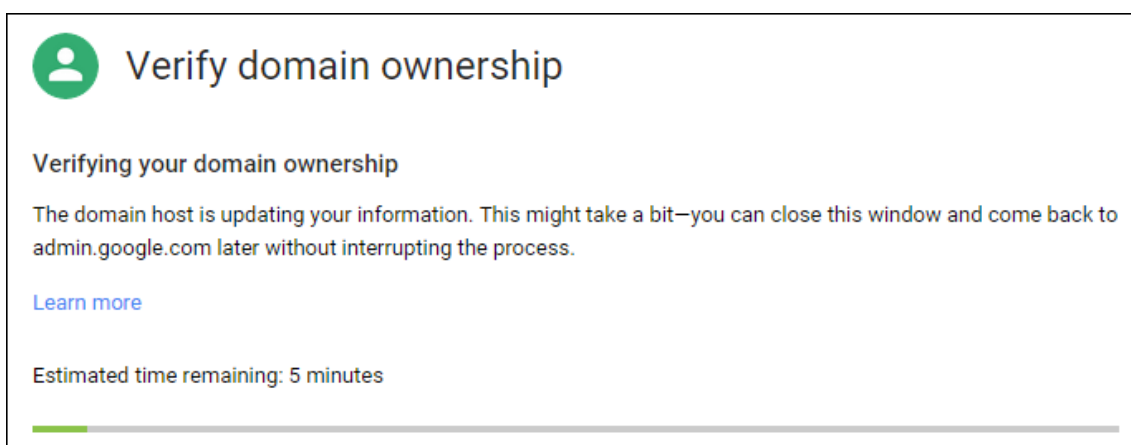 Verify domain ownership
Verifying your domain ownership
The domain host is updating your information. This might take a bit—you can close this window and come back to
admin.google.com later without interrupting the process.
Learn more
Estimated time remaining: 5 minutes